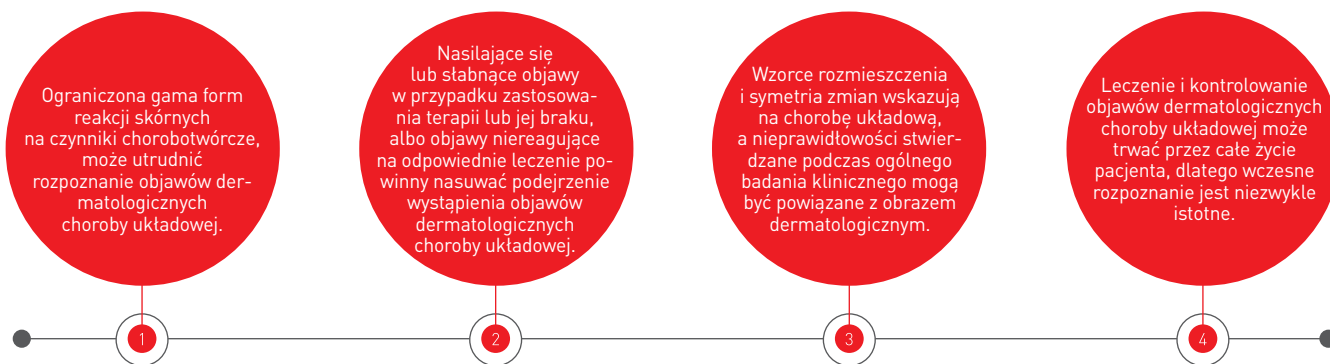 Ograniczona gama form
reakcji skórnych
na czynniki chorobotwórcze,
może utrudnić
rozpoznanie objawów der-
matologicznych
choroby układowej.
1
Nasilające się
lub słabnące objawy
w przypadku zastosowa-
nia terapii lub jej braku,
albo objawy niereagujące
na odpowiednie leczenie po-
winny nasuwać podejrzenie
wystąpienia objawów
dermatologicznych
choroby układowej.
2
Wzorce rozmieszczenia
i symetria zmian wskazują
na chorobę układową,
a nieprawidłowości stwier-
dzane podczas ogólnego
badania klinicznego mogą
być powiązane z obrazem
dermatologicznym.
3
Leczenie i kontrolowanie
objawów dermatologicznych
choroby układowej może
trwać przez całe życie
pacjenta, dlatego wczesne
rozpoznanie jest niezwykle
istotne.
4